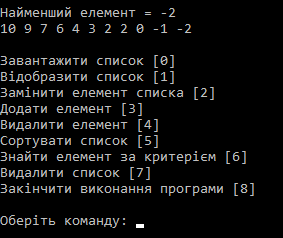 Найменший елемент = -2
10 9 7 6 4 3 2 2 0 -1 -2
Завантажити список [0]
Відобразити список [1]
Замінити елемент списка [2]
Додати елемент [3]
Видалити елемент [4]
Сортувати список [5]
Знайти елемент за критерієм [6]
Видалити список [7]
Закінчити виконання програми [8]
Оберіть команду: